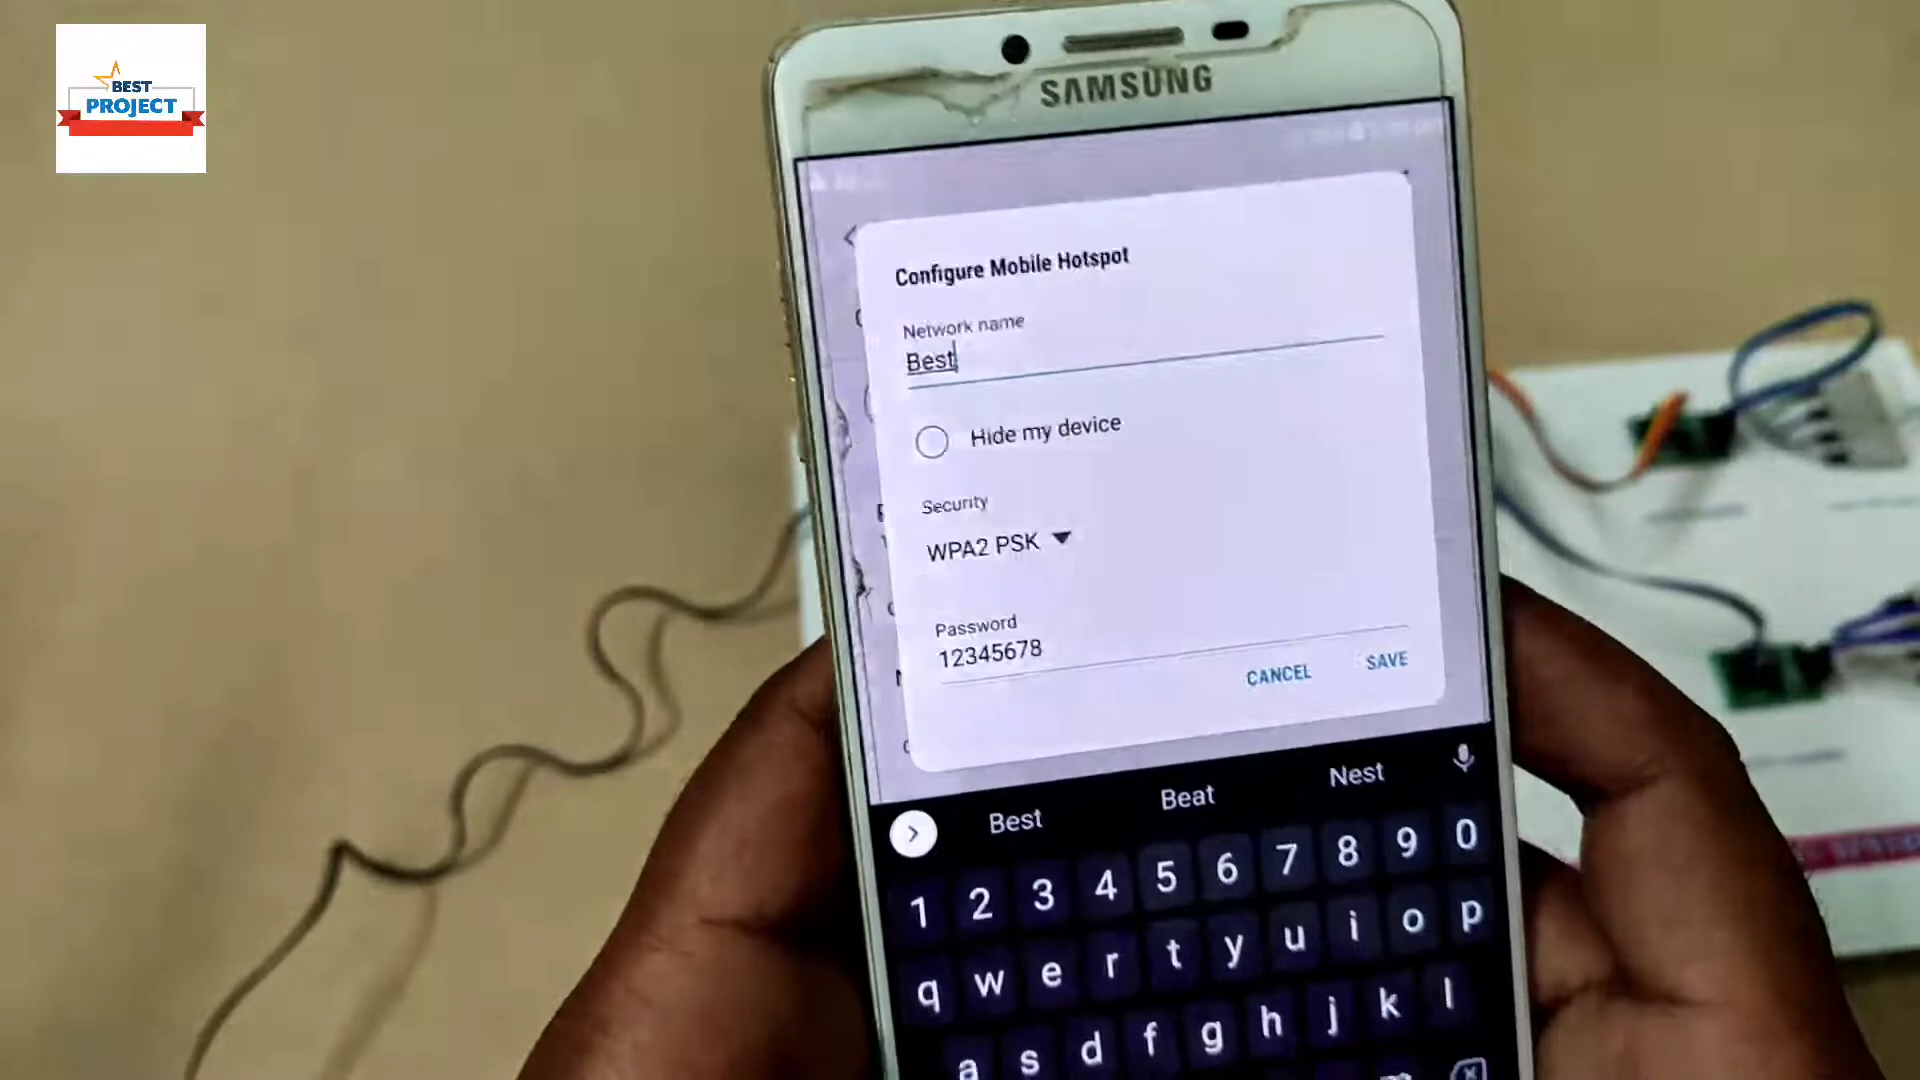 BEST
PROJECT
SAMSUNG
Configure Mobile Hotspot
Network name
Best
Hide my device
Security
WPA2 PSK
Password
12345678
CANCEL SAVE
Best Beat Nest
1 2 3 4 5 6 7 8 9 0
q w e r t y u i o p
a s d f g h j k l